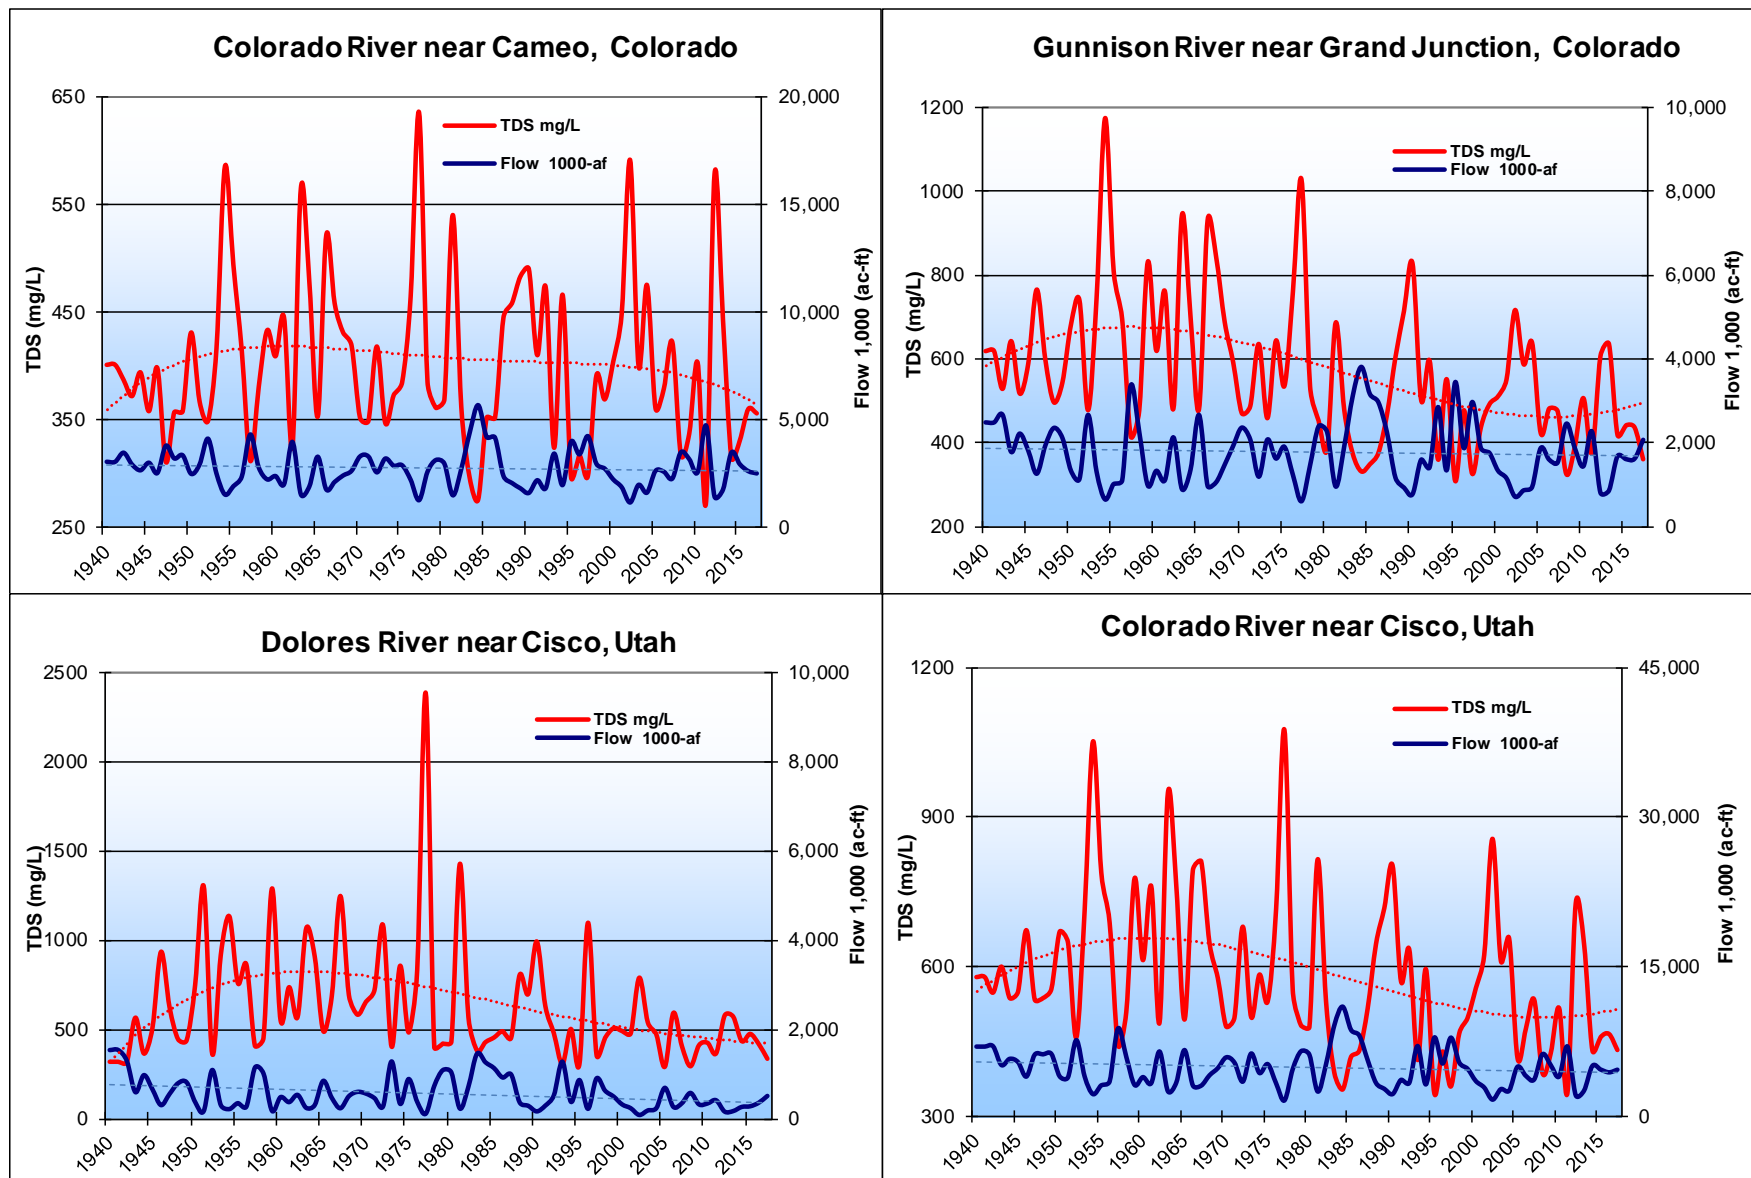 Colorado River near Cameo, Colorado
650
550
450
350
250
TDS (mg/L)
TDS mg/L
Flow 1000-af
20,000
15,000
10,000
5,000
0
Flow 1,000 (ac-ft)
1940 1945 1950 1955 1960 1965 1970 1975 1980 1985 1990 1995 2000 2005 2010 2015
Gunnison River near Grand Junction, Colorado
1200
1000
800
600
400
200
TDS (mg/L)
TDS mg/L
Flow 1000-af
10,000
8,000
6,000
4,000
2,000
0
Flow 1,000 (ac-ft)
1940 1945 1950 1955 1960 1965 1970 1975 1980 1985 1990 1995 2000 2005 2010 2015
Dolores River near Cisco, Utah
2500
2000
1500
1000
500
0
TDS (mg/L)
TDS mg/L
Flow 1000-af
10,000
8,000
6,000
4,000
2,000
0
Flow 1,000 (ac-ft)
1940 1945 1950 1955 1960 1965 1970 1975 1980 1985 1990 1995 2000 2005 2010 2015
Colorado River near Cisco, Utah
1200
900
600
300
TDS (mg/L)
TDS mg/L
Flow 1000-af
45,000
30,000
15,000
0
Flow 1,000 (ac-ft)
1940 1945 1950 1955 1960 1965 1970 1975 1980 1985 1990 1995 2000 2005 2010 2015